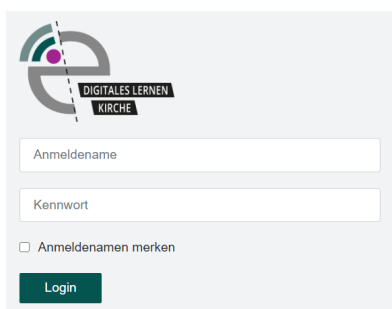 DIGITALES LERNEN
KIRCHE
Anmeldename
Kennwort
Anmeldenamen merken
Login